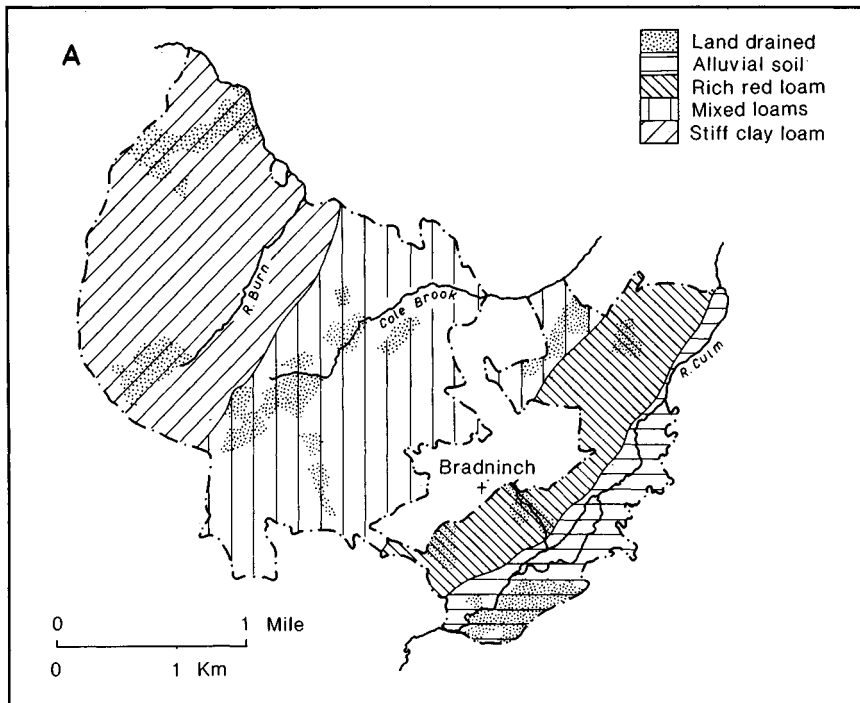 A
Land drained
Alluvial soil
Rich red loam
Mixed loams
Stiff clay loam
R. Burn
Cole Brook
R. Culm
Bradninch
0 1 Mile
0 1 Km